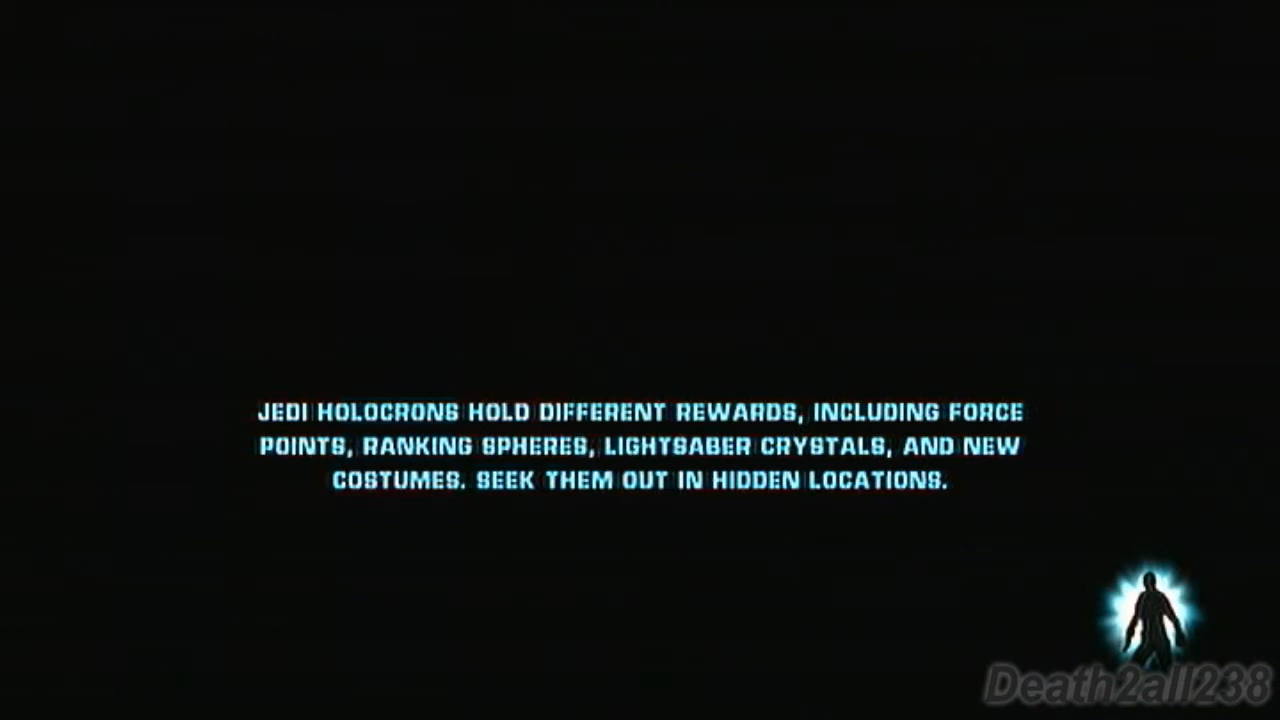 JEDI HOLOCRONS HOLD DIFFERENT REWARDS, INCLUDING FORCE
POINTS, RANKING SPHERES, LIGHTSABER CRYSTALS, AND NEW
COSTUMES. SEEK THEM OUT IN HIDDEN LOCATIONS.
Death2all238